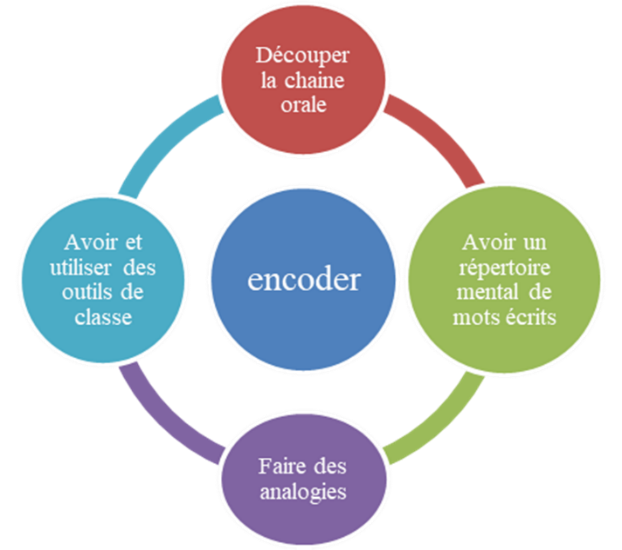 Découper
la chaine
orale
Avoir et
utiliser des
outils de
classe
encoder
Avoir un
répertoire
mental de
mots écrits
Faire des
analogies